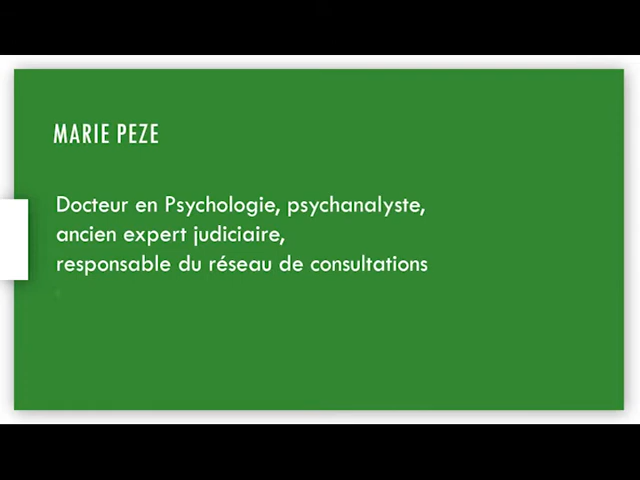 MARIE PEZE
Docteur en Psychologie, psychanalyste,
ancien expert judiciaire,
responsable du réseau de consultations